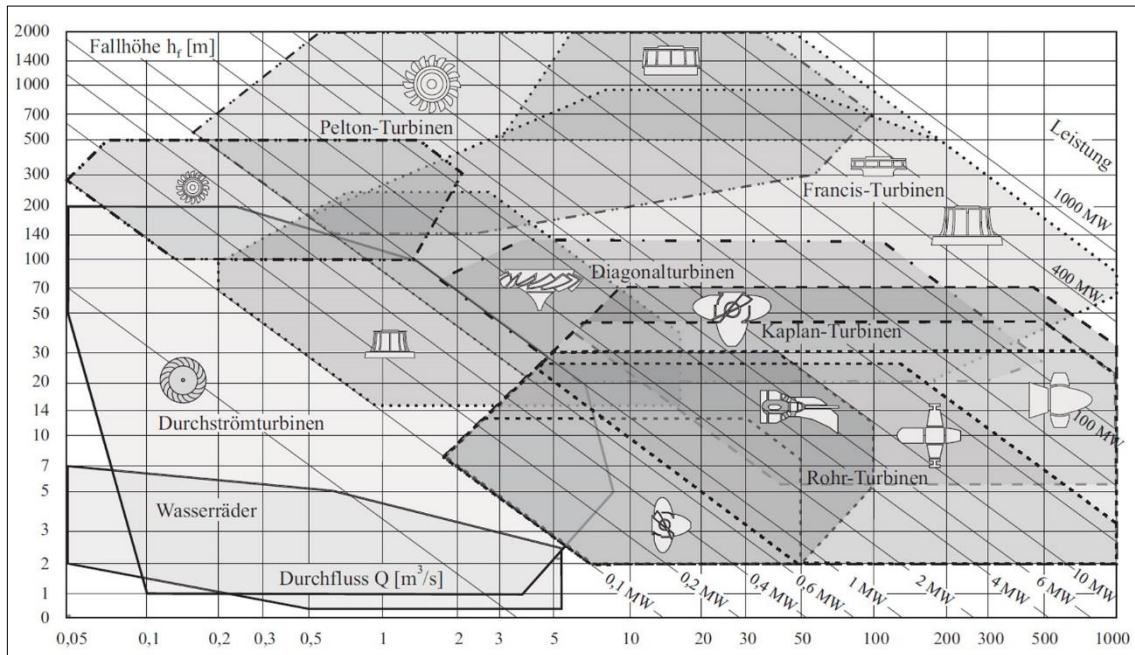 2000
1400
1000
700
500
300
200
140
100
70
50
30
20
14
10
7
5
3
2
1
0
Fallhöhe h_f [m]
Pelton-Turbinen
Leistung
Francis-Turbinen
1000 MW
Diagonalturbinen
400 MW
Kaplan-Turbinen
Durchströmturbinen
100 MW
Rohr-Turbinen
Wasserräder
Durchfluss Q [m³/s]
0,1 MW
0,2 MW
0,4 MW
0,6 MW
1 MW
2 MW
4 MW
6 MW
10 MW
0,05 0,1 0,2 0,3 0,5 1 2 3 5 10 20 30 50 100 200 300 500 1000